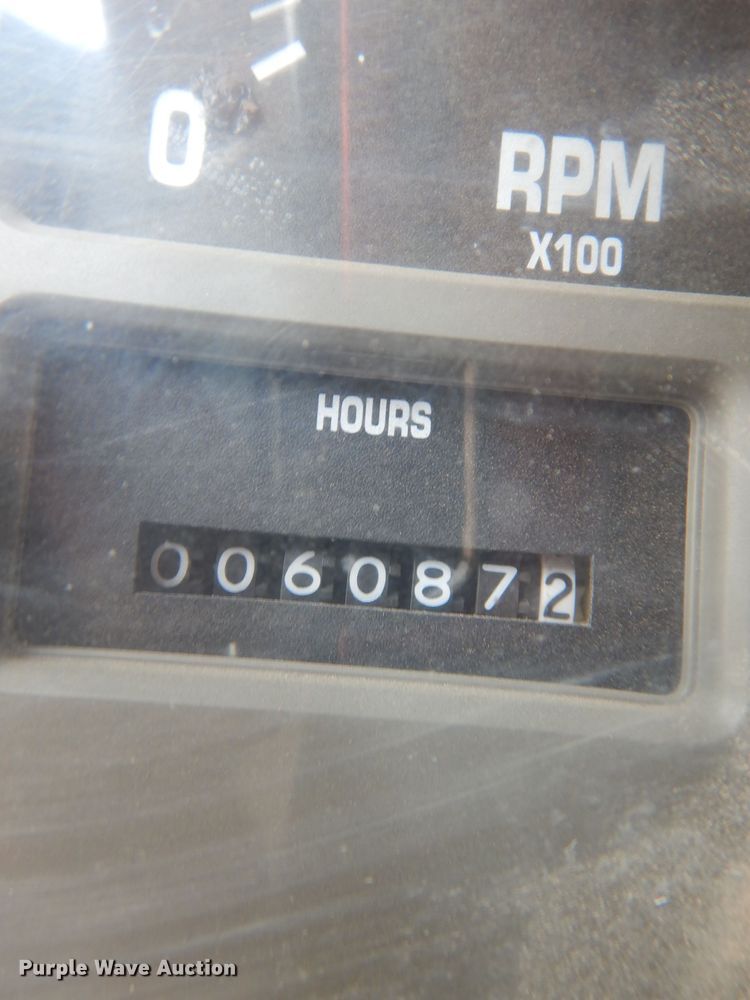 0
RPM
X100
HOURS
0060872
Purple Wave Auction